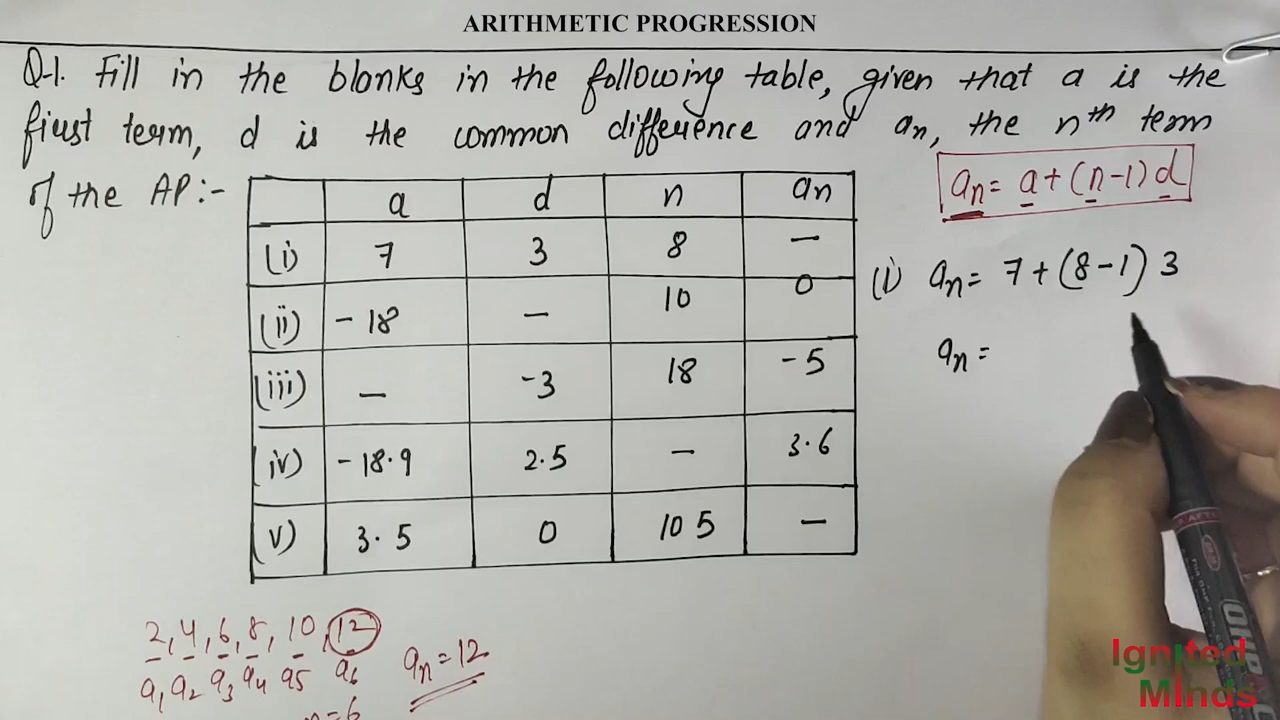 ARITHMETIC PROGRESSION
Q-1. Fill in the blanks in the following table, given that a is the
first term, d is the common difference and an, the nth term
of the AP:-
an = a + (n-1) d
a d n an
(i) 7 3 8 —
(ii) -18 — 10 0
(iii) — -3 18 -5
(iv) -18.9 2.5 — 3.6
v) 3.5 0 105 —
(i) an = 7 + (8-1) 3
an =
2, 4, 6, 8, 10, 12
a1 a2 a3 a4 a5 a6
an = 12
n=6
Ignited
Minds